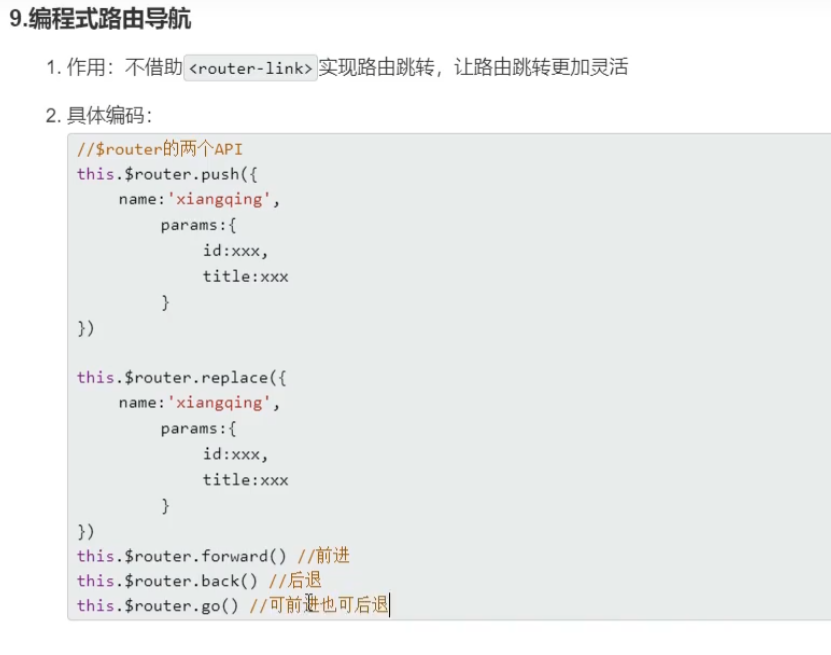 9.编程式路由导航
1. 作用：不借助<router-link>实现路由跳转，让路由跳转更加灵活
2. 具体编码：
//$router的两个API
this.$router.push({
name:'xiangqing',
params:{
id:xxx,
title:xxx
}
})
this.$router.replace({
name:'xiangqing',
params:{
id:xxx,
title:xxx
}
})
this.$router.forward() //前进
this.$router.back() //后退
this.$router.go() //可前进也可后退